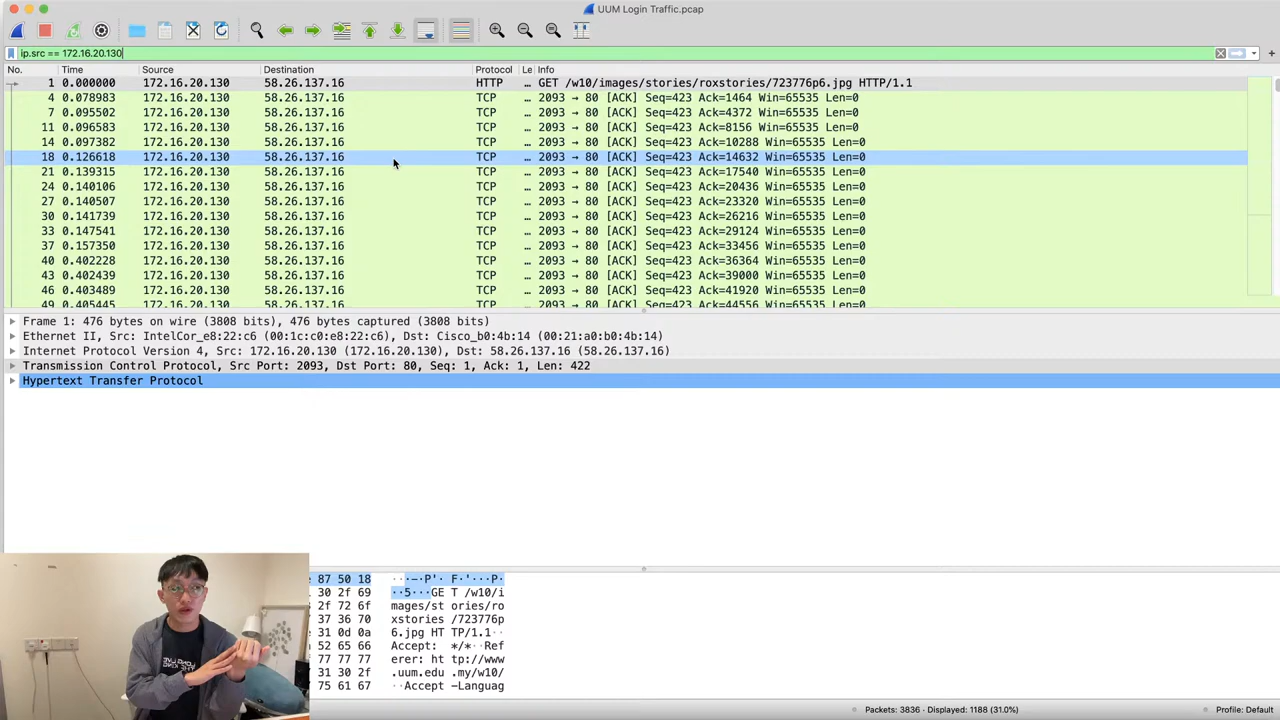 UUM Login Traffic.pcap
ip.src == 172.16.20.130
No. Time Source Destination Protocol Le Info
1 0.000000 172.16.20.130 58.26.137.16 HTTP … GET /w10/images/stories/roxstories/723776p6.jpg HTTP/1.1
4 0.078983 172.16.20.130 58.26.137.16 TCP … 2093 → 80 [ACK] Seq=423 Ack=1464 Win=65535 Len=0
7 0.095502 172.16.20.130 58.26.137.16 TCP … 2093 → 80 [ACK] Seq=423 Ack=4372 Win=65535 Len=0
11 0.096583 172.16.20.130 58.26.137.16 TCP … 2093 → 80 [ACK] Seq=423 Ack=8156 Win=65535 Len=0
14 0.097382 172.16.20.130 58.26.137.16 TCP … 2093 → 80 [ACK] Seq=423 Ack=10288 Win=65535 Len=0
18 0.126618 172.16.20.130 58.26.137.16 TCP … 2093 → 80 [ACK] Seq=423 Ack=14632 Win=65535 Len=0
21 0.139315 172.16.20.130 58.26.137.16 TCP … 2093 → 80 [ACK] Seq=423 Ack=17540 Win=65535 Len=0
24 0.140106 172.16.20.130 58.26.137.16 TCP … 2093 → 80 [ACK] Seq=423 Ack=20436 Win=65535 Len=0
27 0.140507 172.16.20.130 58.26.137.16 TCP … 2093 → 80 [ACK] Seq=423 Ack=23320 Win=65535 Len=0
30 0.141739 172.16.20.130 58.26.137.16 TCP … 2093 → 80 [ACK] Seq=423 Ack=26216 Win=65535 Len=0
33 0.147541 172.16.20.130 58.26.137.16 TCP … 2093 → 80 [ACK] Seq=423 Ack=29124 Win=65535 Len=0
37 0.157350 172.16.20.130 58.26.137.16 TCP … 2093 → 80 [ACK] Seq=423 Ack=33456 Win=65535 Len=0
40 0.402228 172.16.20.130 58.26.137.16 TCP … 2093 → 80 [ACK] Seq=423 Ack=36364 Win=65535 Len=0
43 0.402439 172.16.20.130 58.26.137.16 TCP … 2093 → 80 [ACK] Seq=423 Ack=39000 Win=65535 Len=0
46 0.403489 172.16.20.130 58.26.137.16 TCP … 2093 → 80 [ACK] Seq=423 Ack=41920 Win=65535 Len=0
49 0.405445 172.16.20.130 58.26.137.16 TCP … 2093 → 80 [ACK] Seq=423 Ack=44556 Win=65535 Len=0
Frame 1: 476 bytes on wire (3808 bits), 476 bytes captured (3808 bits)
Ethernet II, Src: IntelCor_e8:22:c6 (00:1c:c0:e8:22:c6), Dst: Cisco_b0:4b:14 (00:21:a0:b0:4b:14)
Internet Protocol Version 4, Src: 172.16.20.130 (172.16.20.130), Dst: 58.26.137.16 (58.26.137.16)
Transmission Control Protocol, Src Port: 2093, Dst Port: 80, Seq: 1, Ack: 1, Len: 422
Hypertext Transfer Protocol
87 50 18 ···-·P'· F·'···P·
30 2f 69 ··5···GE T /w10/i
2f 72 6f mages/st ories/ro
37 36 70 xstories /723776p
31 0d 0a 6.jpg HT TP/1.1··
52 65 66 Accept: */*··Ref
77 77 77 erer: ht tp://www
31 30 2f .uum.edu .my/w10/
75 61 67 ··Accept -Languag
Packets: 3836 · Displayed: 1188 (31.0%)
Profile: Default